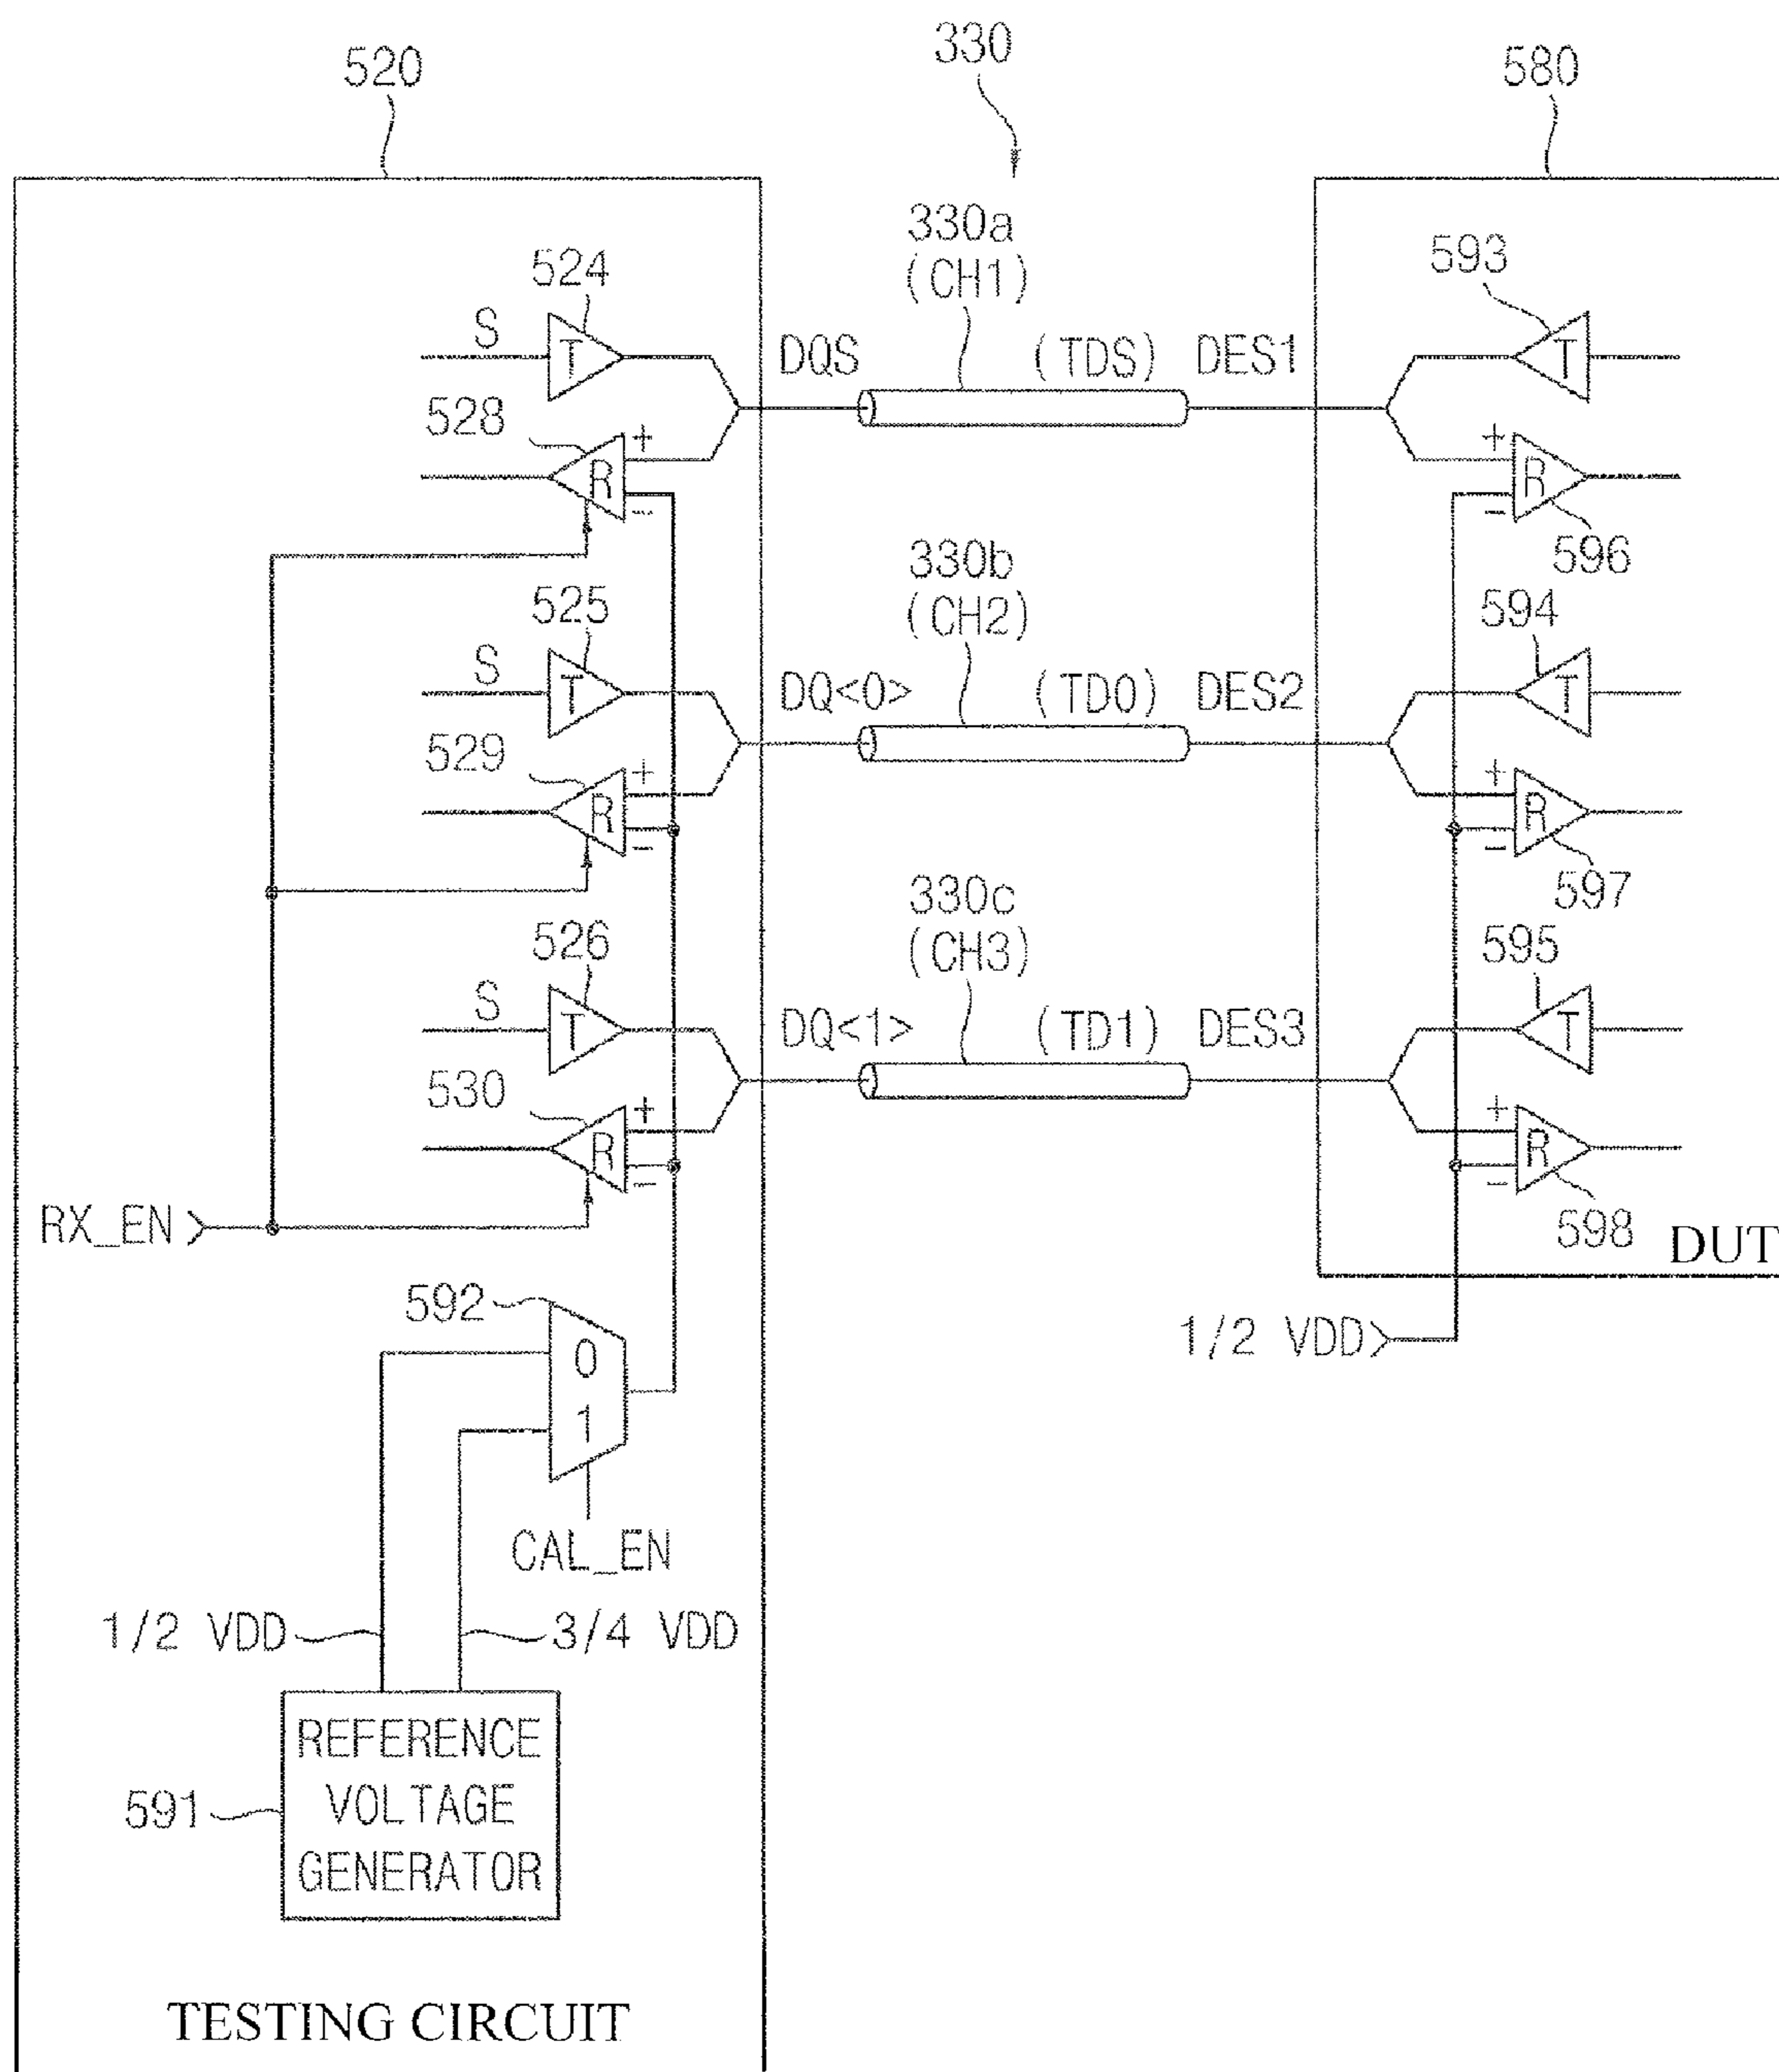 520
330
580
330a
(CH1)
524
593
S
T
DQS
(TDS)
DES1
T
528
+
R
-
+
R
-
596
330b
(CH2)
525
594
S
T
DQ<0>
(TD0)
DES2
T
529
+
R
-
+
R
-
597
330c
(CH3)
526
595
S
T
DQ<1>
(TD1)
DES3
T
530
+
R
-
+
R
-
598
RX_EN
DUT
592
0
1
1/2 VDD
CAL_EN
1/2 VDD
3/4 VDD
REFERENCE
VOLTAGE
GENERATOR
591
TESTING CIRCUIT